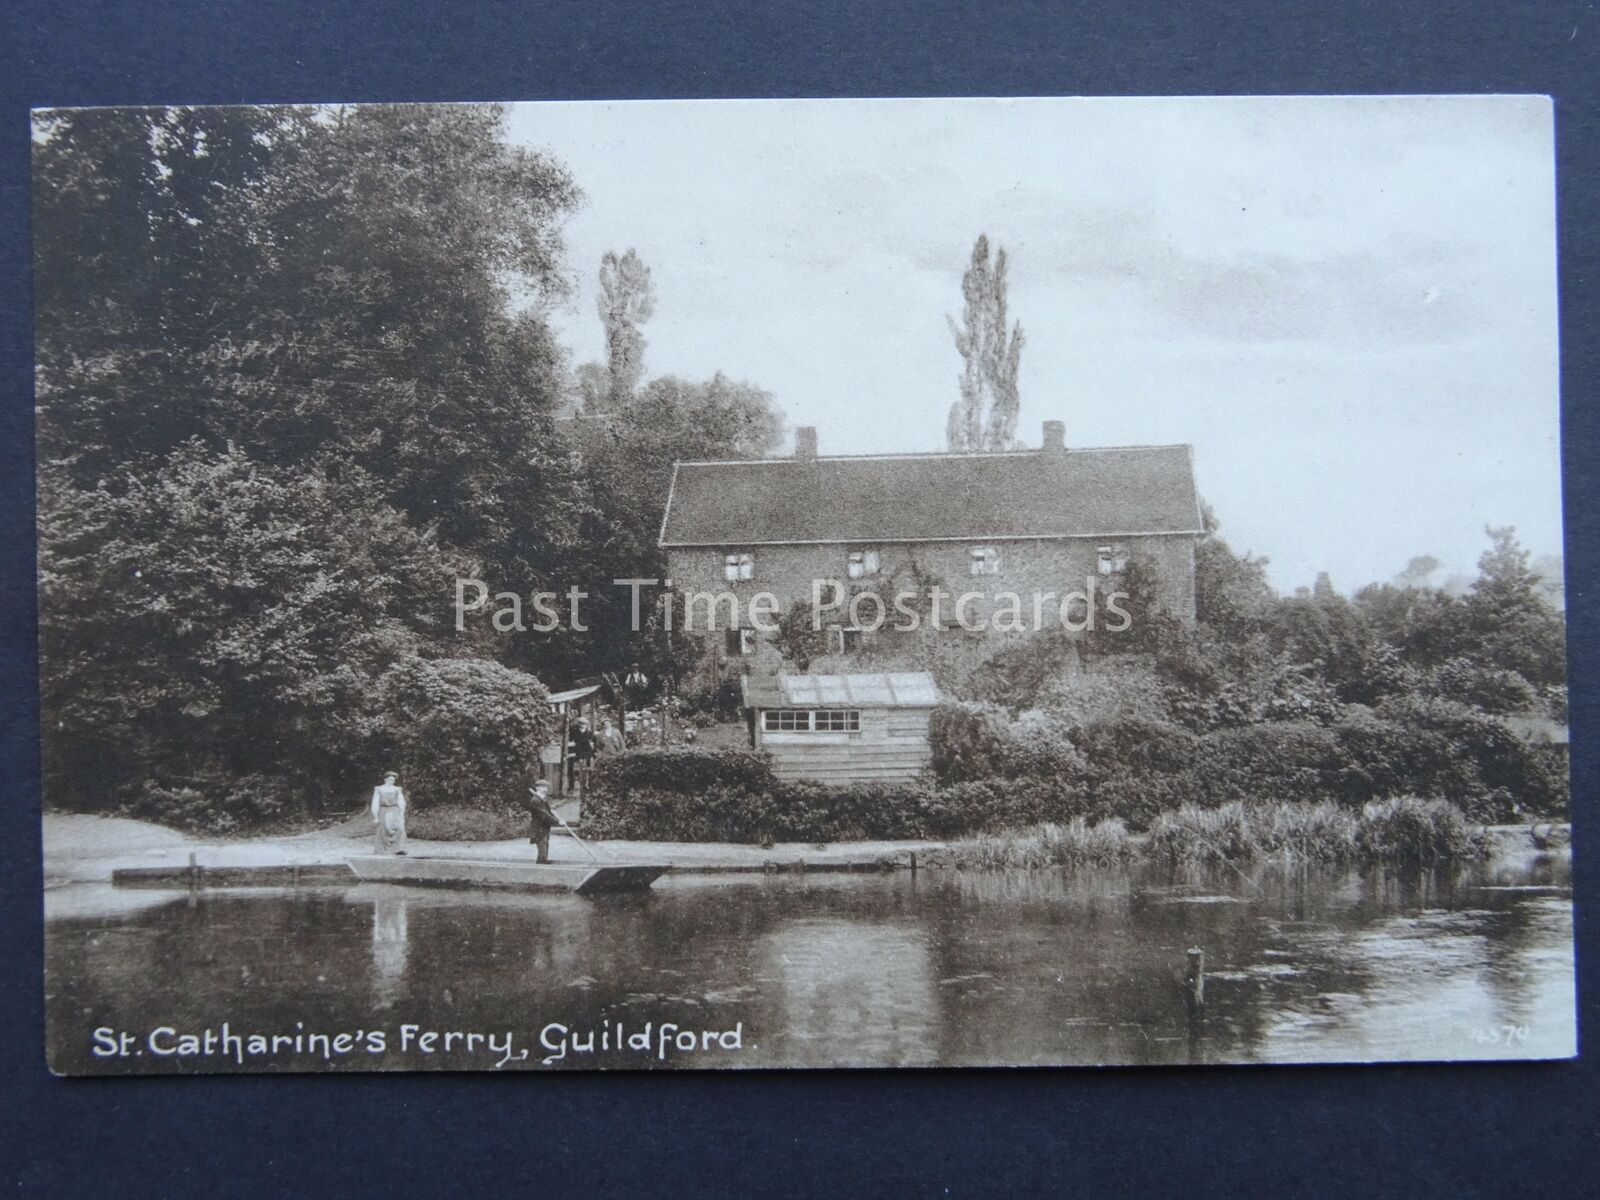 Past Time Postcards
St. Catharine's Ferry, Guildford.